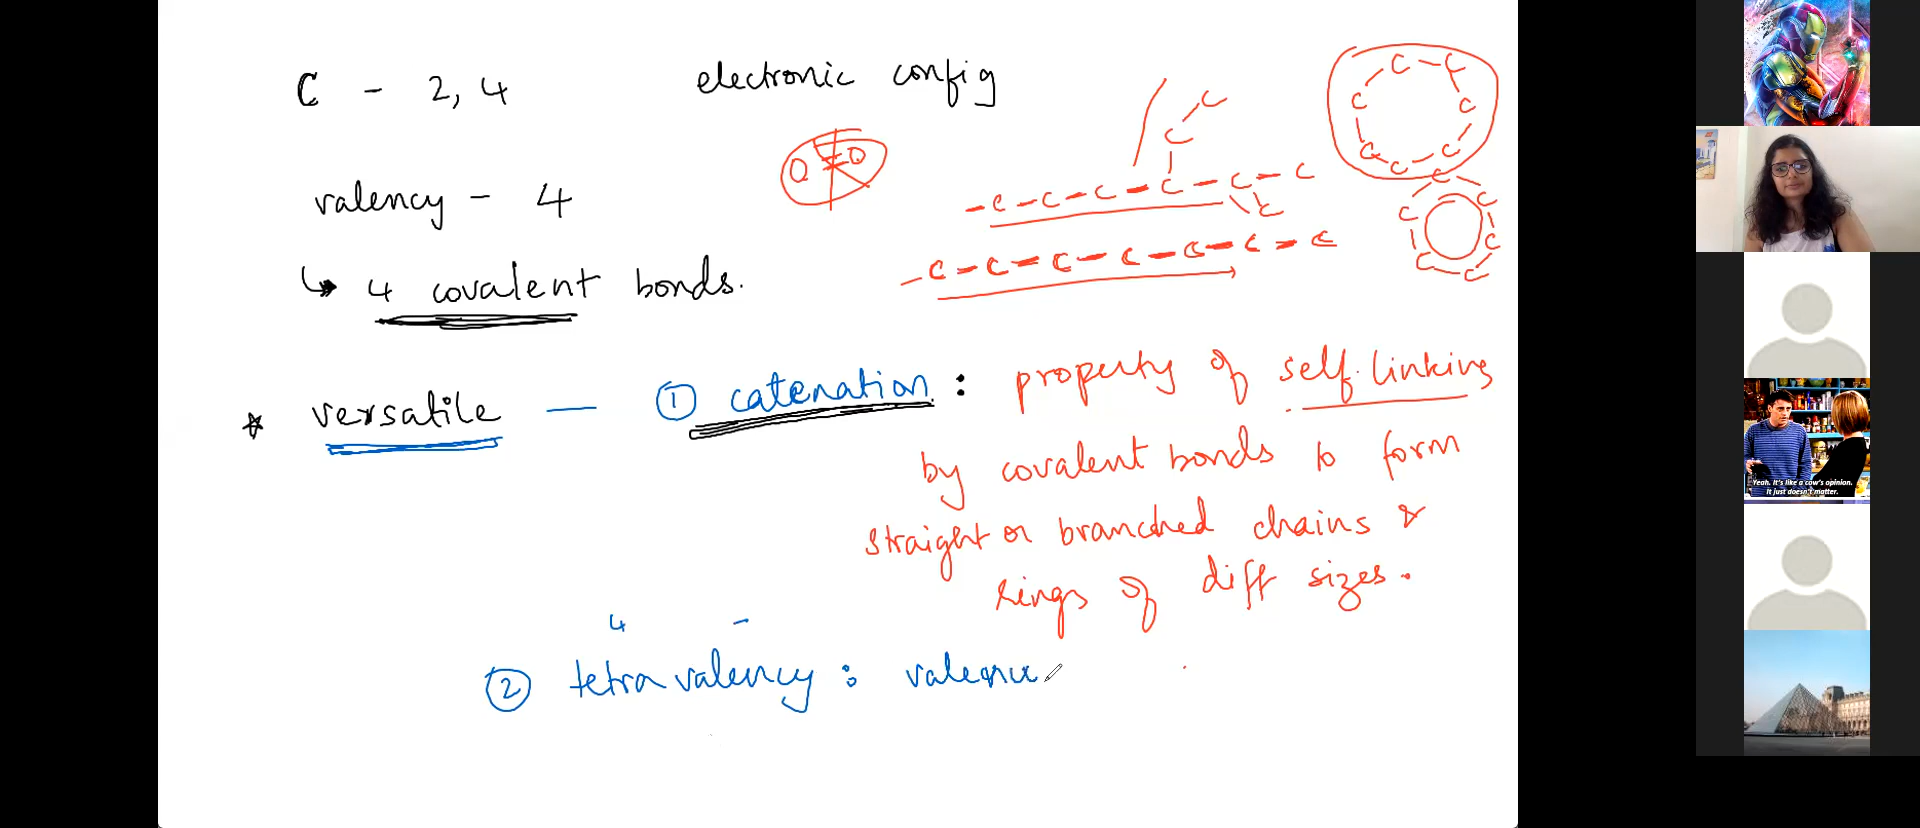 C - 2, 4 electronic config
valency - 4
↳ 4 covalent bonds.
* versatile — ① catenation : property of self-linking
by covalent bonds to form
straight or branched chains &
rings of diff sizes.
4 -
② tetravalency :
O = O
C - C
C
- C - C - C - C - C - C
C
- C - C = C - C - C - C - C
C - C
C C
C C
C - C
C
C C
C C
C - C
Yeah. It's like a cow's opinion.
It just doesn't matter.